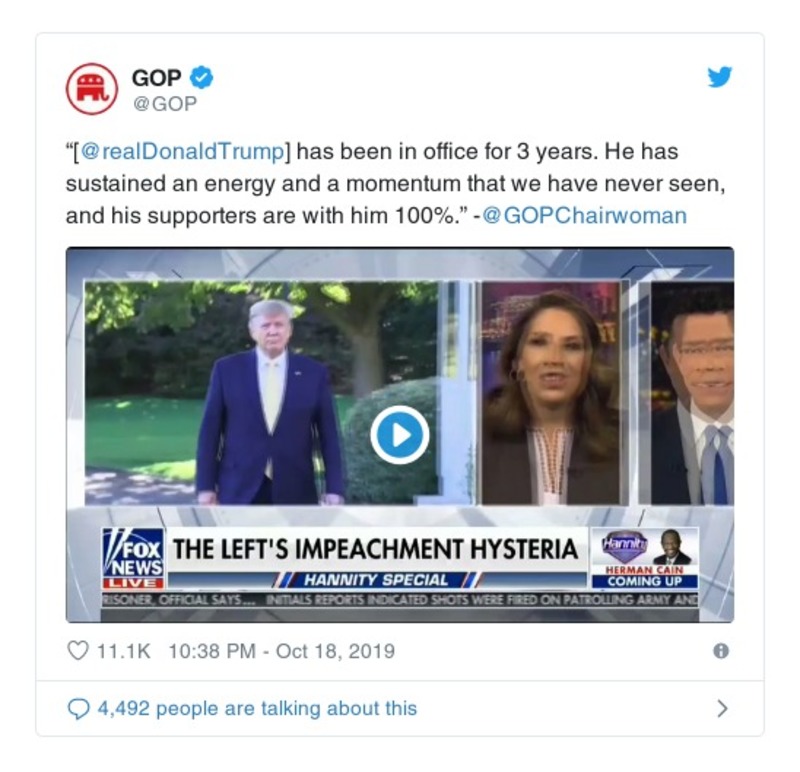 GOP
@GOP
“[@realDonaldTrump] has been in office for 3 years. He has
sustained an energy and a momentum that we have never seen,
and his supporters are with him 100%.” -@GOPChairwoman
FOX
NEWS
LIVE
THE LEFT'S IMPEACHMENT HYSTERIA
HANNITY SPECIAL
Hannity
HERMAN CAIN
COMING UP
RISONER, OFFICIAL SAYS... INITIALS REPORTS INDICATED SHOTS WERE FIRED ON PATROLLING ARMY AND
11.1K 10:38 PM - Oct 18, 2019
4,492 people are talking about this